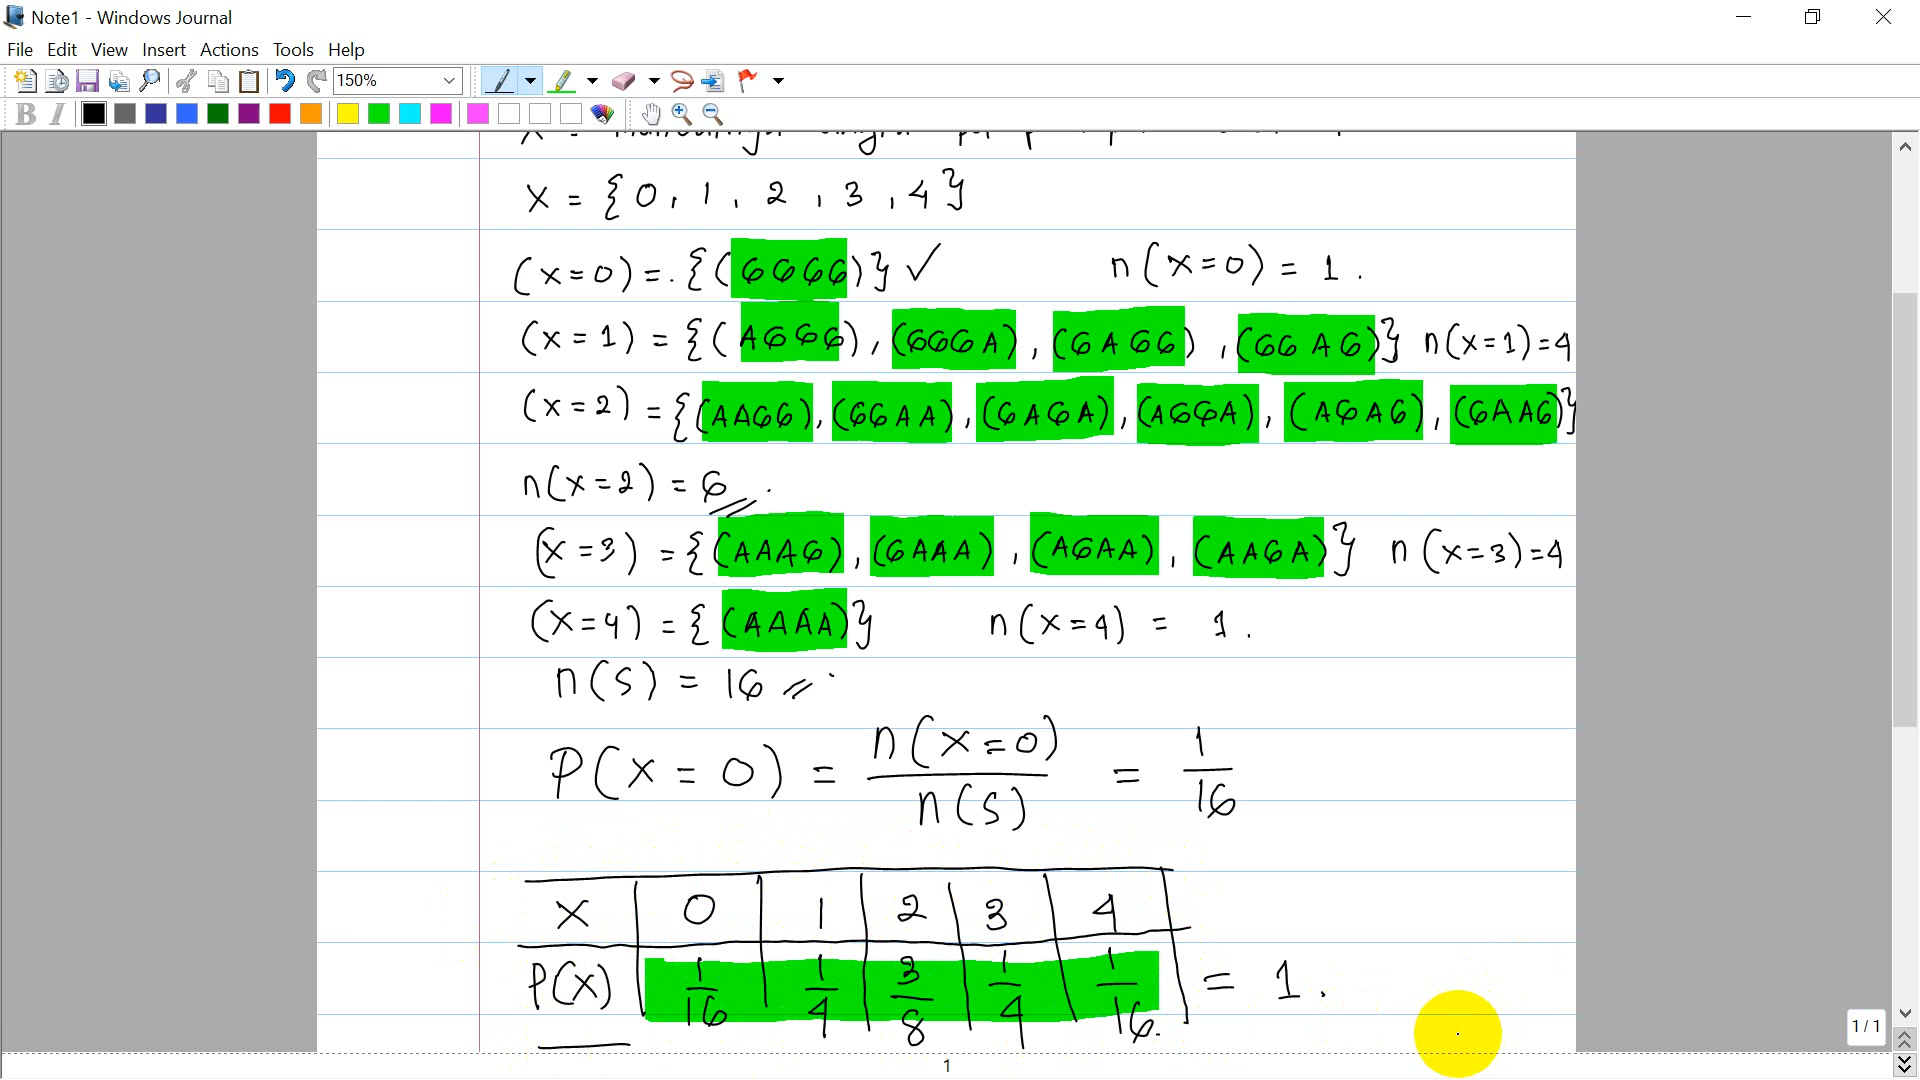 Note1 - Windows Journal
File Edit View Insert Actions Tools Help
150%
B I
X = {0, 1, 2, 3, 4}
(X=0) = {(GGGG)} ✓ n(X=0) = 1.
(X=1) = {(AGGG), (GGGA), (GAGG), (GGAG)} n(X=1)=4
(X=2) = {(AAGG), (GGAA), (GAGA), (AGGA), (AGAG), (GAAG)}
n(X=2) = 6
(X=3) = {(AAAG), (GAAA), (AGAA), (AAGA)} n(X=3)=4
(X=4) = {(AAAA)} n(X=4) = 1.
n(S) = 16
P(X=0) = n(X=0)/n(S) = 1/16
X 0 1 2 3 4
P(X) 1/16 1/4 3/8 1/4 1/16. = 1.
1 / 1
1